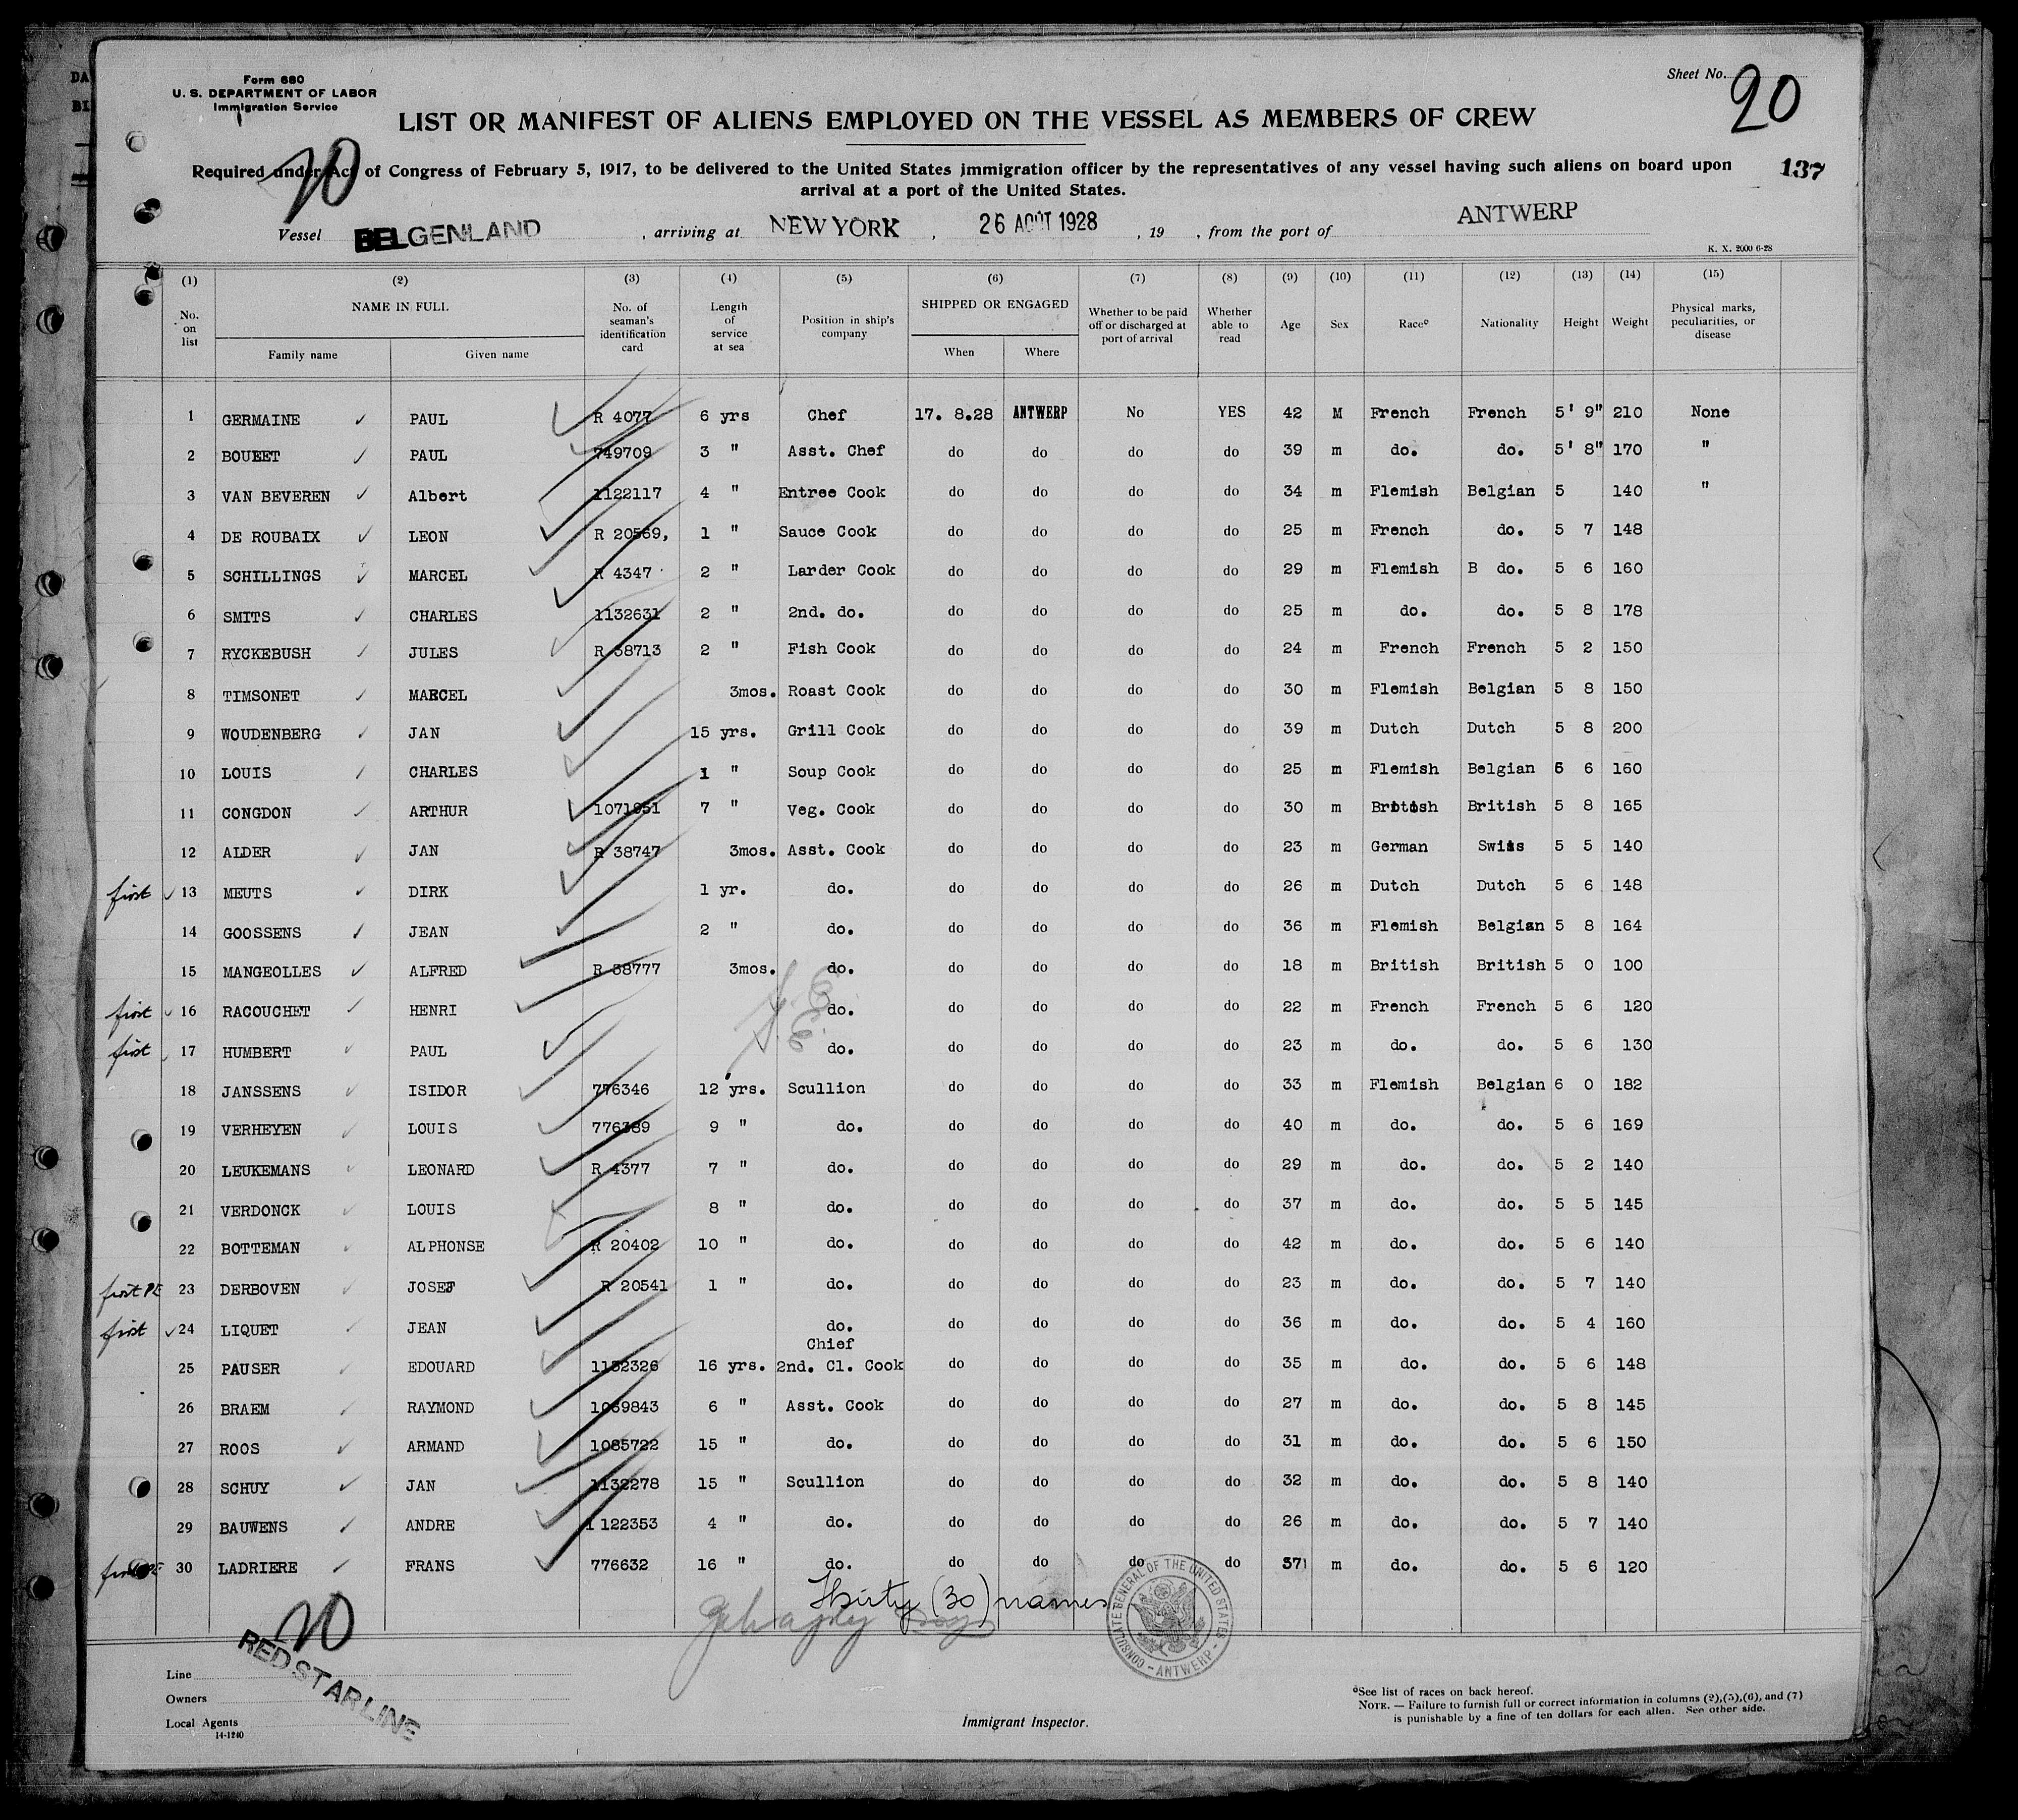 Form 680
U. S. DEPARTMENT OF LABOR
Immigration Service
Sheet No. 20
LIST OR MANIFEST OF ALIENS EMPLOYED ON THE VESSEL AS MEMBERS OF CREW
20
Required under Act of Congress of February 5, 1917, to be delivered to the United States immigration officer by the representatives of any vessel having such aliens on board upon
arrival at a port of the United States.
137
Vessel BELGENLAND , arriving at NEW YORK , 26 AOUT 1928 , 19 , from the port of ANTWERP
K. X. 2000 6-28
(1) (2) (3) (4) (5) (6) (7) (8) (9) (10) (11) (12) (13) (14) (15)
No. on list NAME IN FULL Family name Given name No. of seaman's identification card Length of service at sea Position in ship's company SHIPPED OR ENGAGED When Where Whether to be paid off or discharged at port of arrival Whether able to read Age Sex Race° Nationality Height Weight Physical marks, peculiarities, or disease
1 GERMAINE PAUL R 4077 6 yrs Chef 17. 8.28 ANTWERP No YES 42 M French French 5' 9" 210 None
2 BOUEET PAUL 749709 3 " Asst. Chef do do do do 39 m do. do. 5' 8" 170 "
3 VAN BEVEREN Albert 1122117 4 " Entree Cook do do do do 34 m Flemish Belgian 5 140 "
4 DE ROUBAIX LEON R 20569, 1 " Sauce Cook do do do do 25 m French do. 5 7 148
5 SCHILLINGS MARCEL R 4347 2 " Larder Cook do do do do 29 m Flemish B do. 5 6 160
6 SMITS CHARLES 1132631 2 " 2nd. do. do do do do 25 m do. do. 5 8 178
7 RYCKEBUSH JULES R 38713 2 " Fish Cook do do do do 24 m French French 5 2 150
8 TIMSONET MARCEL 3mos. Roast Cook do do do do 30 m Flemish Belgian 5 8 150
9 WOUDENBERG JAN 15 yrs. Grill Cook do do do do 39 m Dutch Dutch 5 8 200
10 LOUIS CHARLES 1 " Soup Cook do do do do 25 m Flemish Belgian 5 6 160
11 CONGDON ARTHUR 1071951 7 " Veg. Cook do do do do 30 m British British 5 8 165
12 ALDER JAN R 38747 3mos. Asst. Cook do do do do 23 m German Swiss 5 5 140
first 13 MEUTS DIRK 1 yr. do. do do do do 26 m Dutch Dutch 5 6 148
14 GOOSSENS JEAN 2 " do. do do do do 36 m Flemish Belgian 5 8 164
15 MANGEOLLES ALFRED R 38777 3mos. do. do do do do 18 m British British 5 0 100
first 16 RACOUCHET HENRI do. do do do do 22 m French French 5 6 120
first 17 HUMBERT PAUL do. do do do do 23 m do. do. 5 6 130
18 JANSSENS ISIDOR 776346 12 yrs. Scullion do do do do 33 m Flemish Belgian 6 0 182
19 VERHEYEN LOUIS 776389 9 " do. do do do do 40 m do. do. 5 6 169
20 LEUKEMANS LEONARD R 4377 7 " do. do do do do 29 m do. do. 5 2 140
21 VERDONCK LOUIS 8 " do. do do do do 37 m do. do. 5 5 145
22 BOTTEMAN ALPHONSE R 20402 10 " do. do do do do 42 m do. do. 5 6 140
first PE 23 DERBOVEN JOSEF R 20541 1 " do. do do do do 23 m do. do. 5 7 140
first 24 LIQUET JEAN do. do do do do 36 m do. do. 5 4 160
25 PAUSER EDOUARD 1132326 16 yrs. Chief 2nd. Cl. Cook do do do do 35 m do. do. 5 6 148
26 BRAEM RAYMOND 1069843 6 " Asst. Cook do do do do 27 m do. do. 5 8 145
27 ROOS ARMAND 1085722 15 " do. do do do do 31 m do. do. 5 6 150
28 SCHUY JAN 1132278 15 " Scullion do do do do 32 m do. do. 5 8 140
29 BAUWENS ANDRE 1122353 4 " do. do do do do 26 m do. do. 5 7 140
30 LADRIERE FRANS 776632 16 " do. do do do do 37 m do. do. 5 6 120
Thirty (30) names
CONSULATE GENERAL OF THE UNITED STATES - ANTWERP -
20
RED STAR LINE
Line
Owners
Local Agents
14-1240
Immigrant Inspector.
°See list of races on back hereof.
NOTE. — Failure to furnish full or correct information in columns (2),(5),(6), and (7)
is punishable by a fine of ten dollars for each alien. See other side.